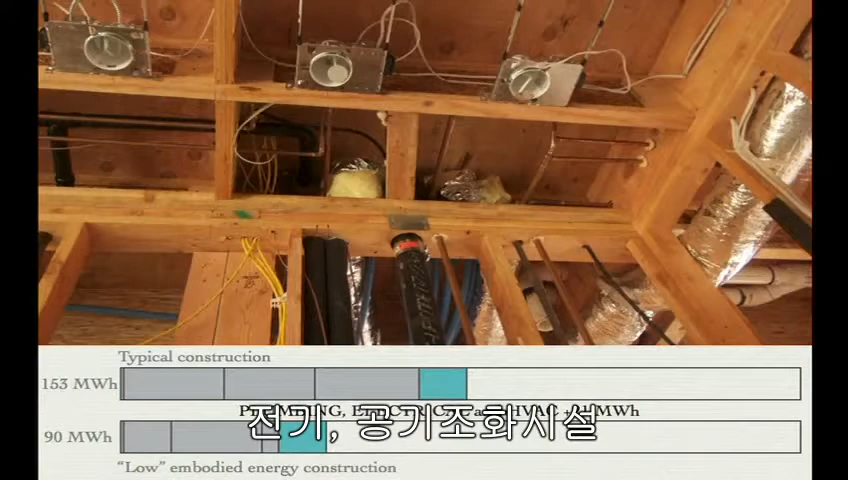 Typical construction
153 MWh
전기, 공기조화시설
90 MWh
"Low" embodied energy construction